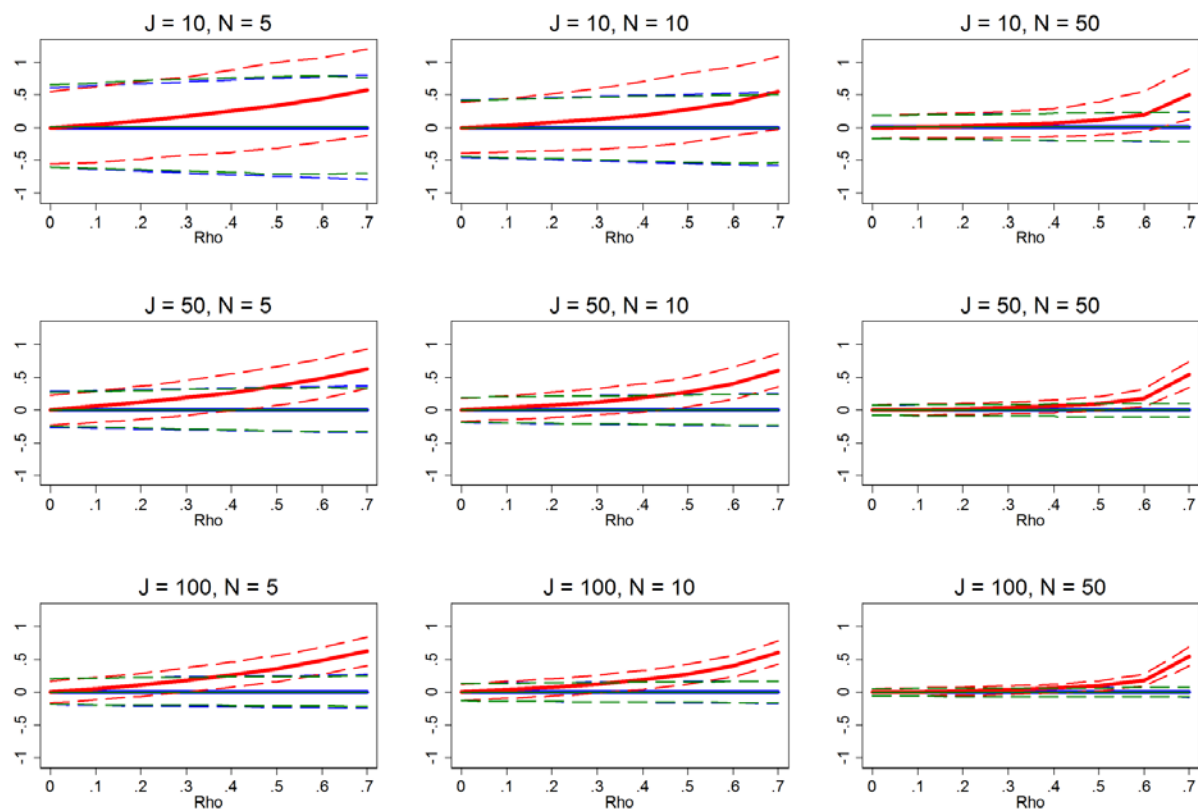 J = 10, N = 5
1
.5
0
-.5
-1
0 .1 .2 .3 .4 .5 .6 .7
Rho
J = 10, N = 10
1
.5
0
-.5
-1
0 .1 .2 .3 .4 .5 .6 .7
Rho
J = 10, N = 50
1
.5
0
-.5
-1
0 .1 .2 .3 .4 .5 .6 .7
Rho
J = 50, N = 5
1
.5
0
-.5
-1
0 .1 .2 .3 .4 .5 .6 .7
Rho
J = 50, N = 10
1
.5
0
-.5
-1
0 .1 .2 .3 .4 .5 .6 .7
Rho
J = 50, N = 50
1
.5
0
-.5
-1
0 .1 .2 .3 .4 .5 .6 .7
Rho
J = 100, N = 5
1
.5
0
-.5
-1
0 .1 .2 .3 .4 .5 .6 .7
Rho
J = 100, N = 10
1
.5
0
-.5
-1
0 .1 .2 .3 .4 .5 .6 .7
Rho
J = 100, N = 50
1
.5
0
-.5
-1
0 .1 .2 .3 .4 .5 .6 .7
Rho